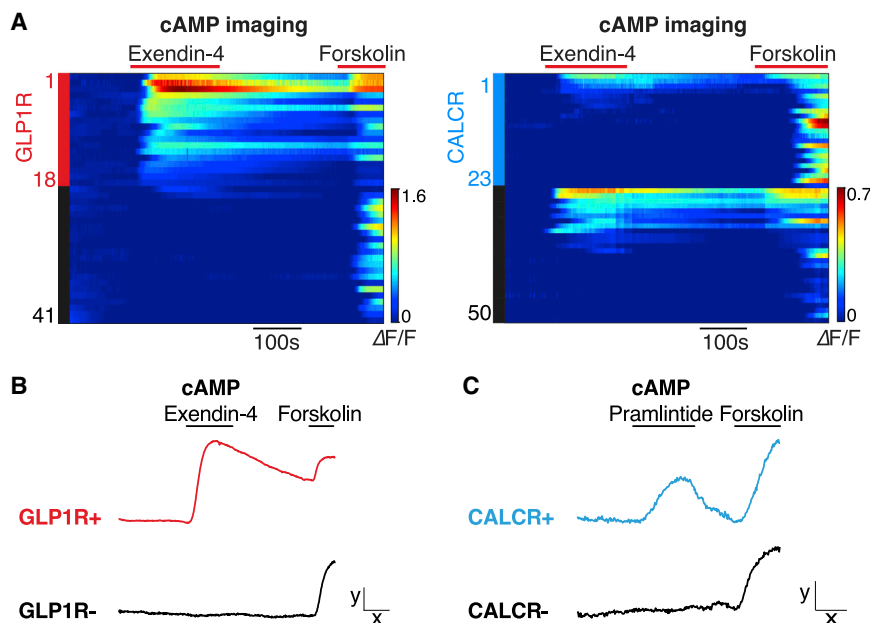 A
cAMP imaging
Exendin-4 Forskolin
1
GLP1R
18
41
1.6
0
ΔF/F
100s
cAMP imaging
Exendin-4 Forskolin
1
CALCR
23
50
0.7
0
ΔF/F
100s
B
cAMP
Exendin-4 Forskolin
GLP1R+
GLP1R-
y
x
C
cAMP
Pramlintide Forskolin
CALCR+
CALCR-
y
x